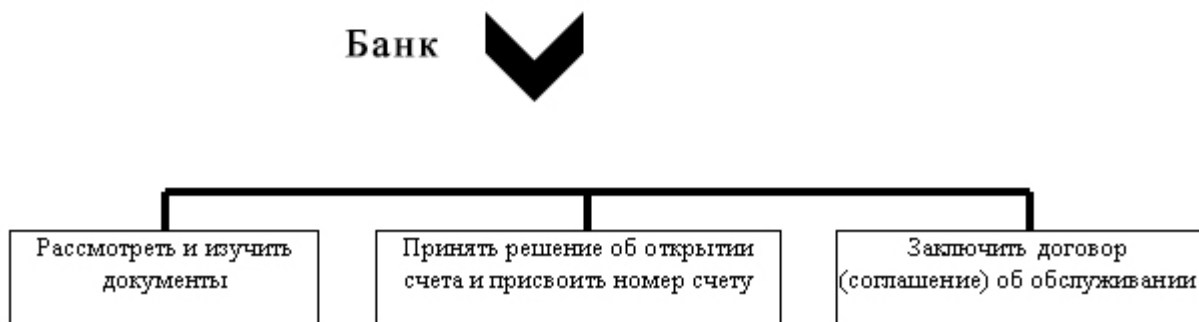 Банк
Рассмотреть и изучить
документы
Принять решение об открытии
счета и присвоить номер счету
Заключить договор
(соглашение) об обслуживании